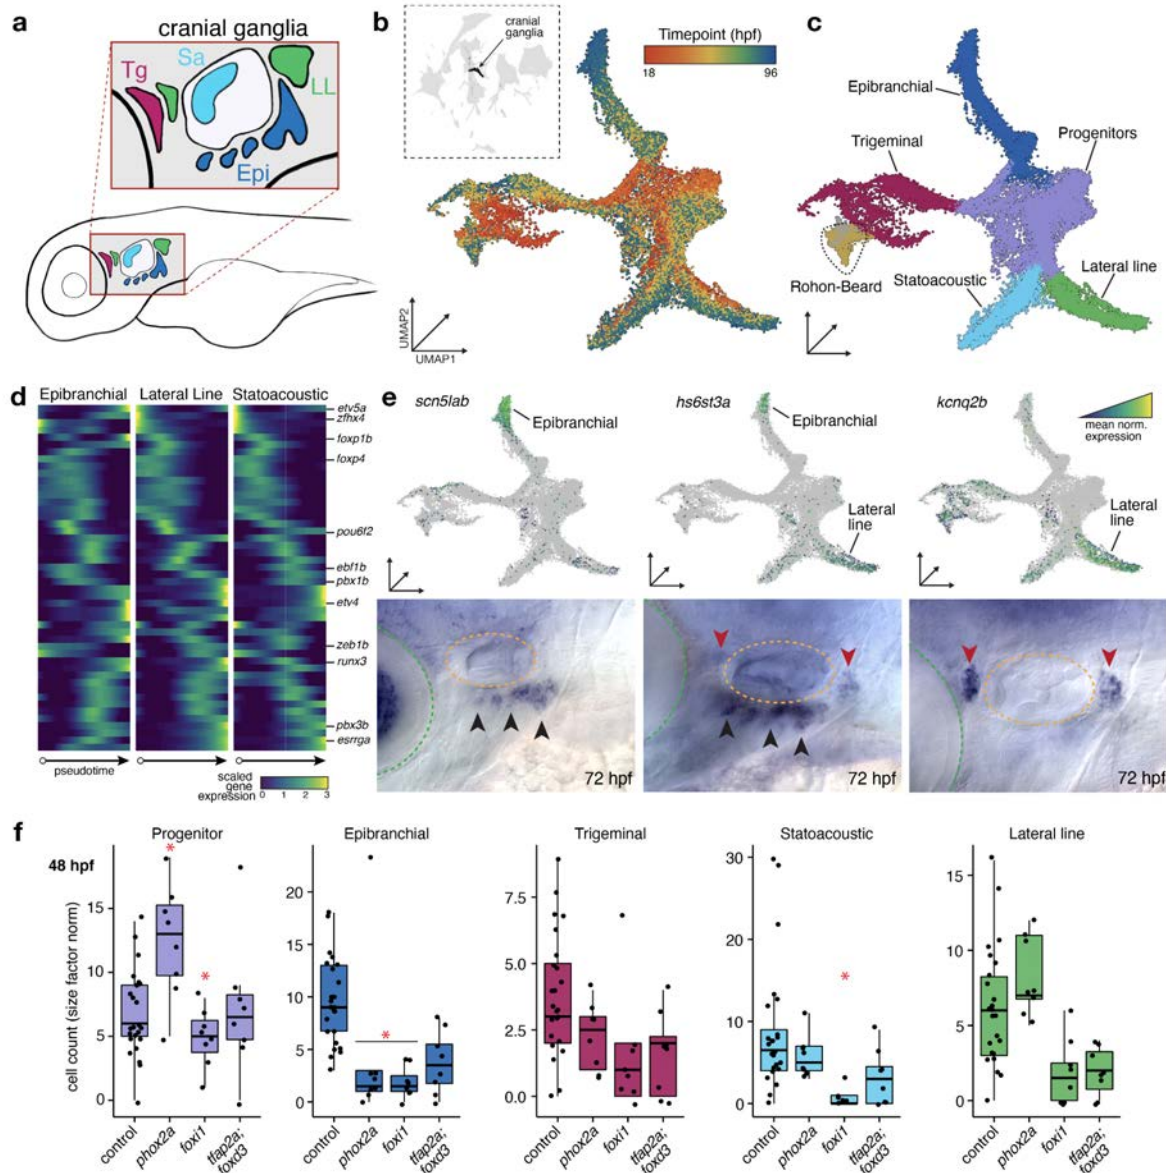 a
cranial ganglia
Tg
Sa
LL
Epi
b
cranial
ganglia
Timepoint (hpf)
18
96
UMAP2
UMAP1
c
Epibranchial
Progenitors
Trigeminal
Rohon-Beard
Statoacoustic
Lateral line
d
Epibranchial Lateral Line Statoacoustic
etv5a
zfhx4
foxp1b
foxp4
pou6f2
ebf1b
pbx1b
etv4
zeb1b
runx3
pbx3b
esrrga
pseudotime
scaled
gene
expression
0 1 2 3
e
scn5lab
Epibranchial
hs6st3a
Epibranchial
Lateral
line
kcnq2b
mean norm.
expression
Lateral
line
72 hpf
72 hpf
72 hpf
f
48 hpf
cell count (size factor norm)
Progenitor
*
*
15
10
5
0
control
phox2a
foxi1
tfap2a;
foxd3
Epibranchial
*
25
20
15
10
5
0
control
phox2a
foxi1
tfap2a;
foxd3
Trigeminal
7.5
5.0
2.5
0.0
control
phox2a
foxi1
tfap2a;
foxd3
Statoacoustic
*
30
20
10
0
control
phox2a
foxi1
tfap2a;
foxd3
Lateral line
15
10
5
0
control
phox2a
foxi1
tfap2a;
foxd3